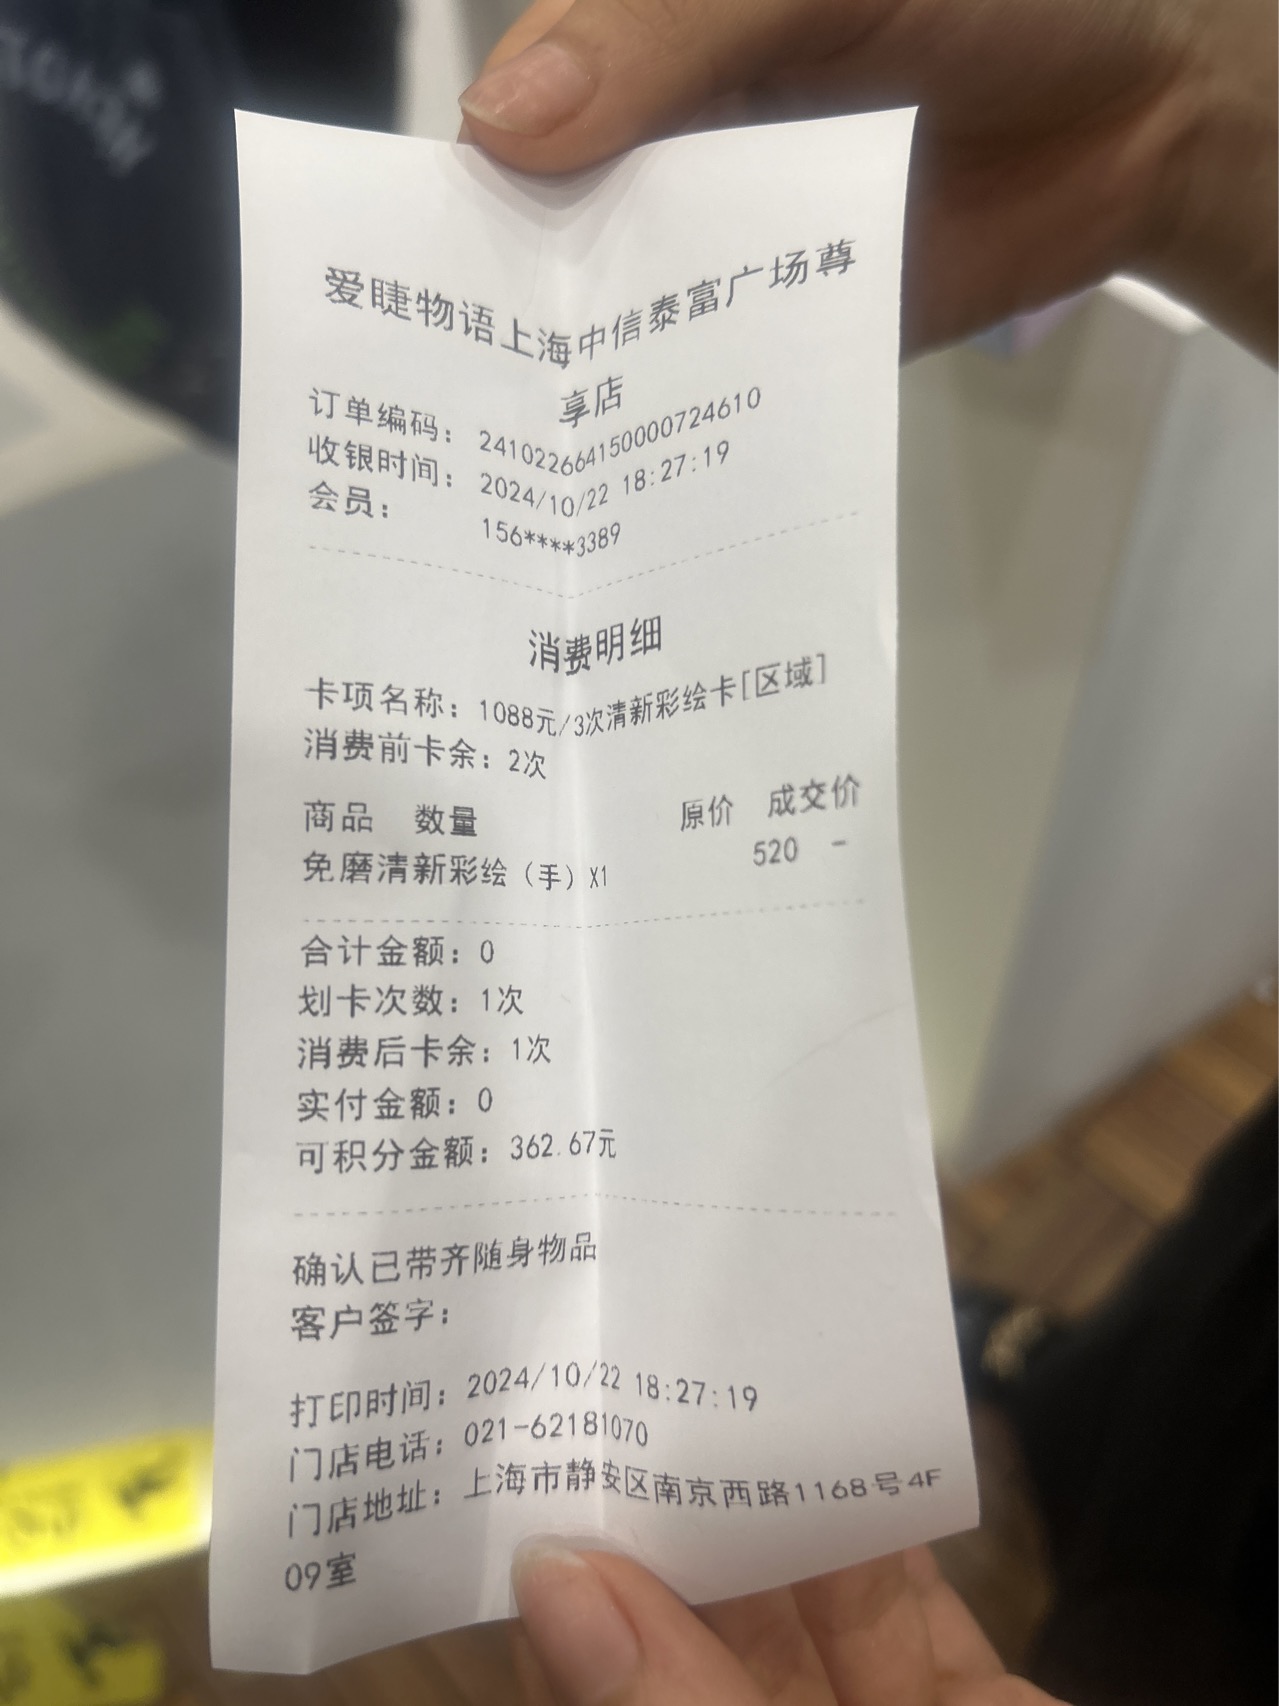 爱睫物语上海中信泰富广场尊
享店
订单编码：241022664150000724610
收银时间：2024/10/22 18:27:19
会员：156****3389
消费明细
卡项名称：1088元/3次清新彩绘卡[区域]
消费前卡余：2次
商品 数量 原价 成交价
免磨清新彩绘（手）X1 520 -
合计金额：0
划卡次数：1次
消费后卡余：1次
实付金额：0
可积分金额：362.67元
确认已带齐随身物品
客户签字：
打印时间：2024/10/22 18:27:19
门店电话：021-62181070
门店地址：上海市静安区南京西路1168号4F
09室